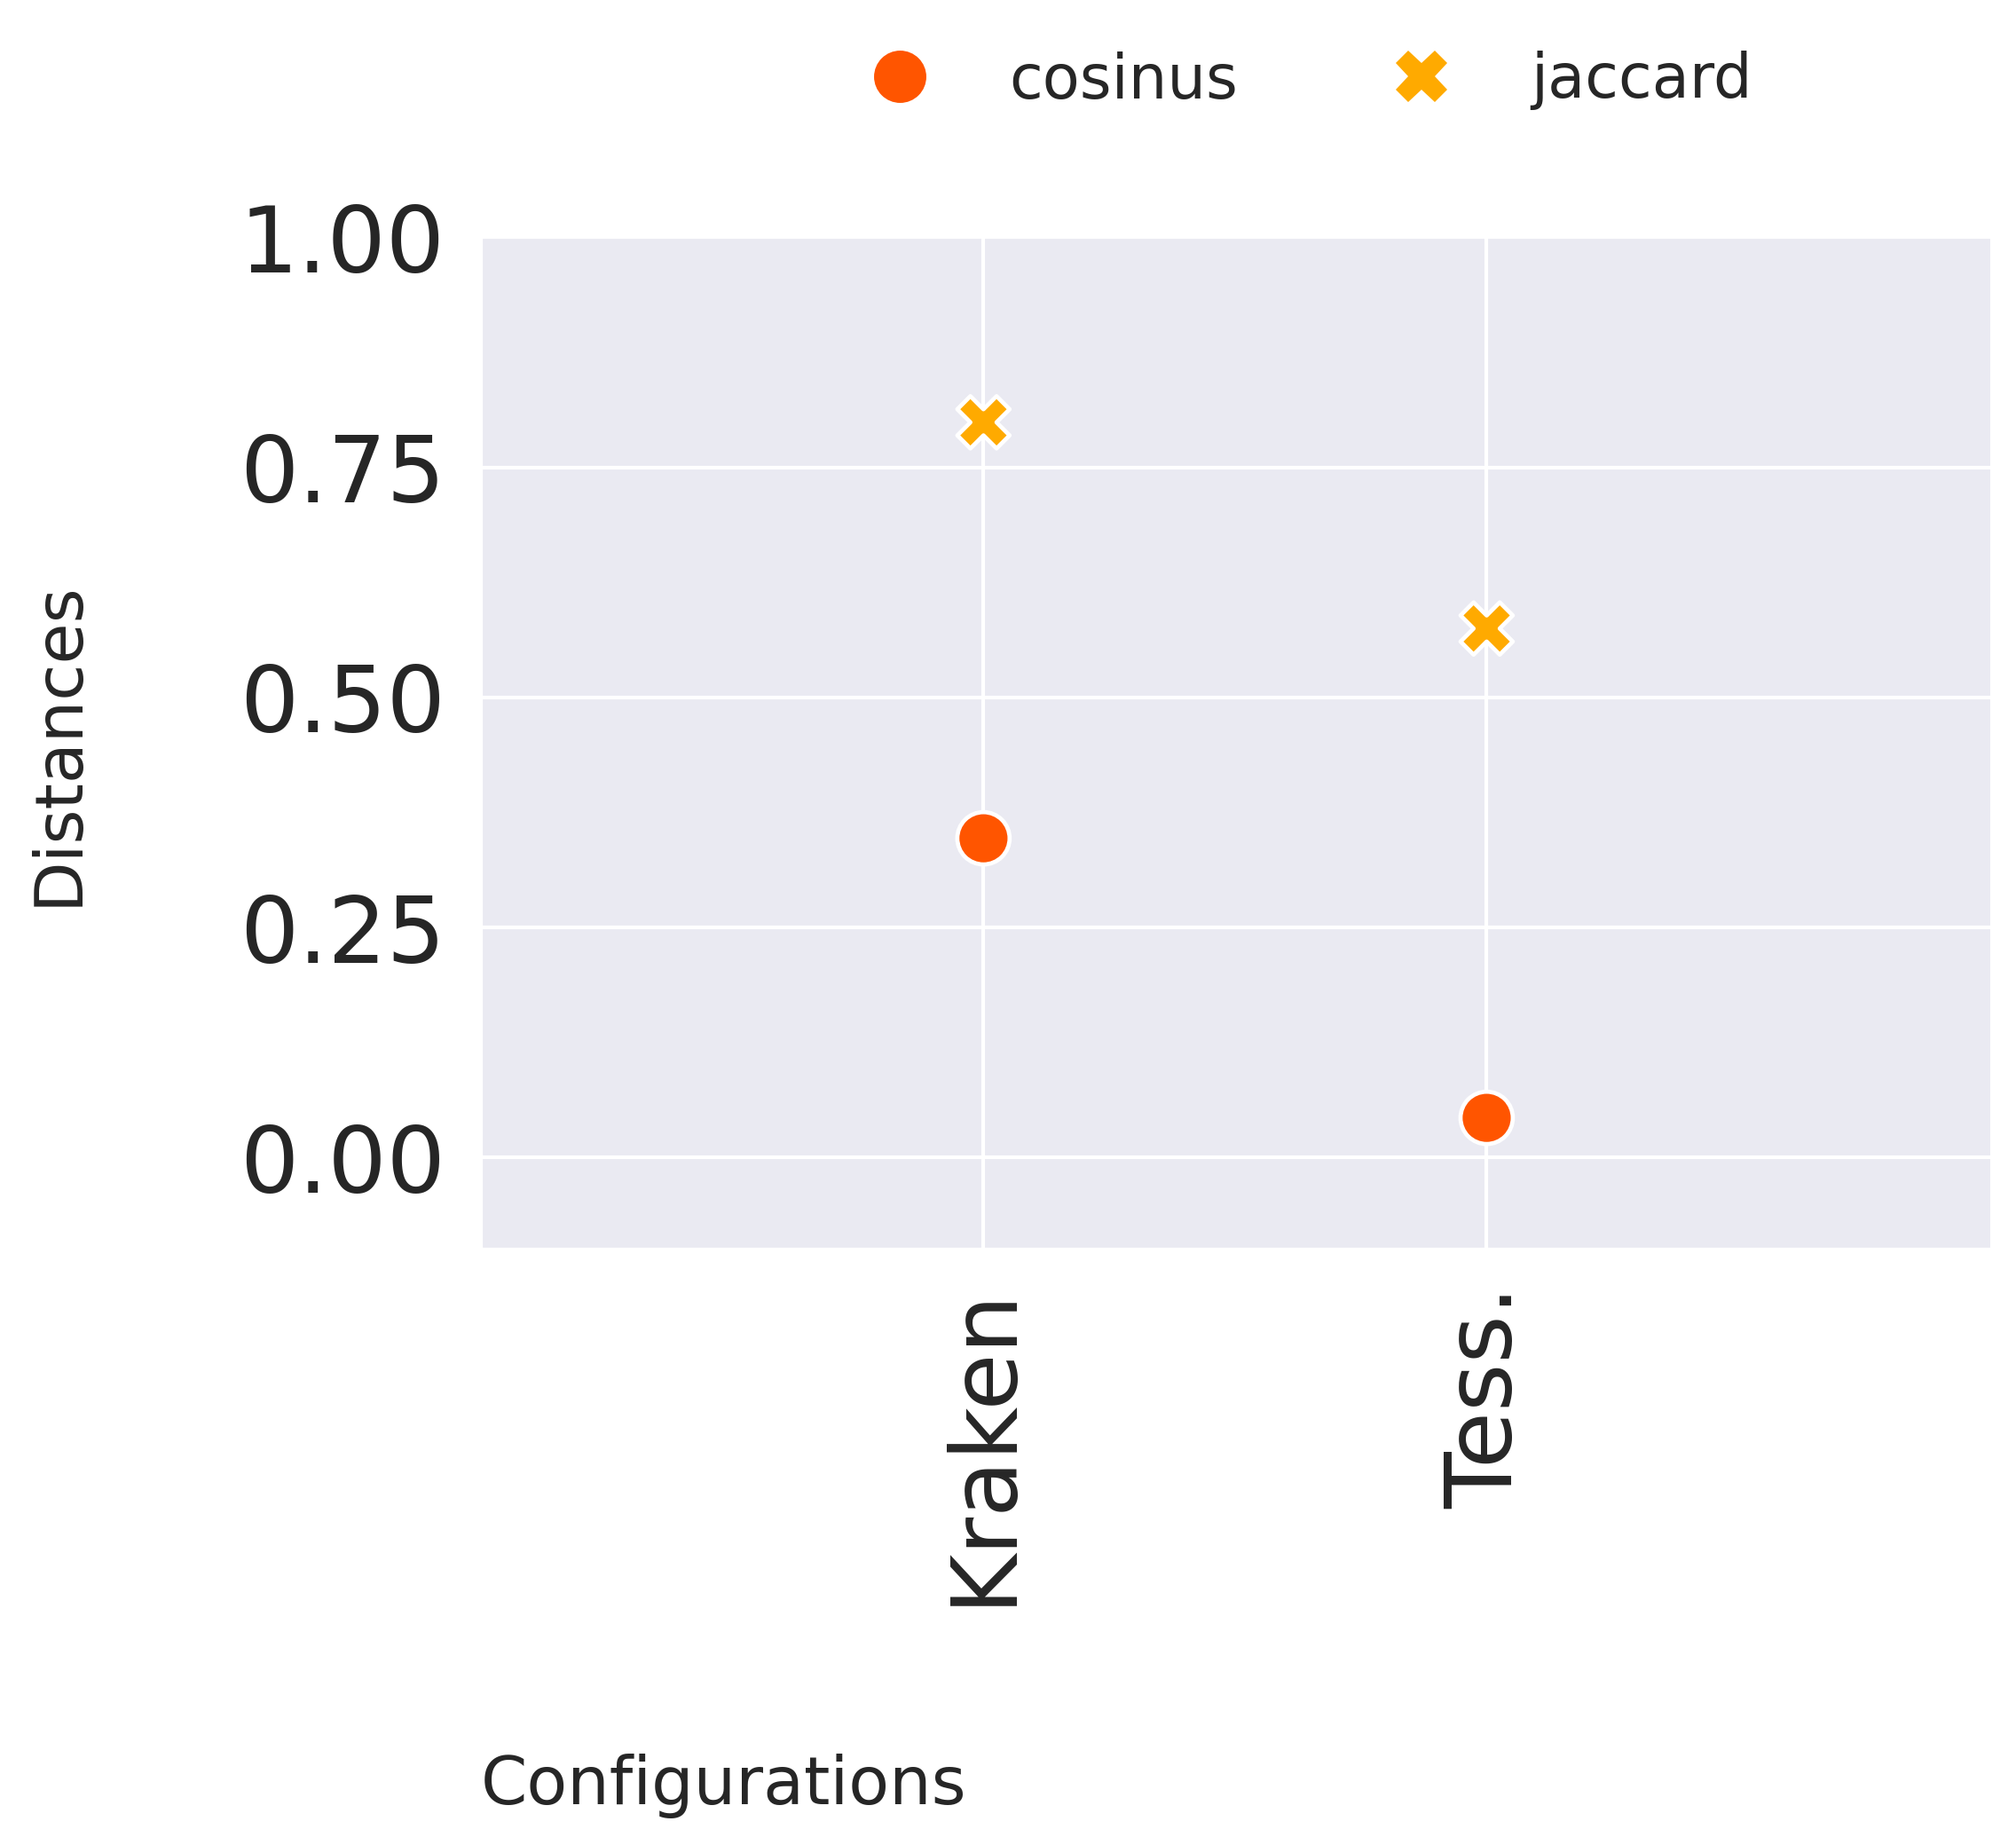 cosinus jaccard
1.00
0.75
0.50
0.25
0.00
Distances
Kraken
Tess.
Configurations